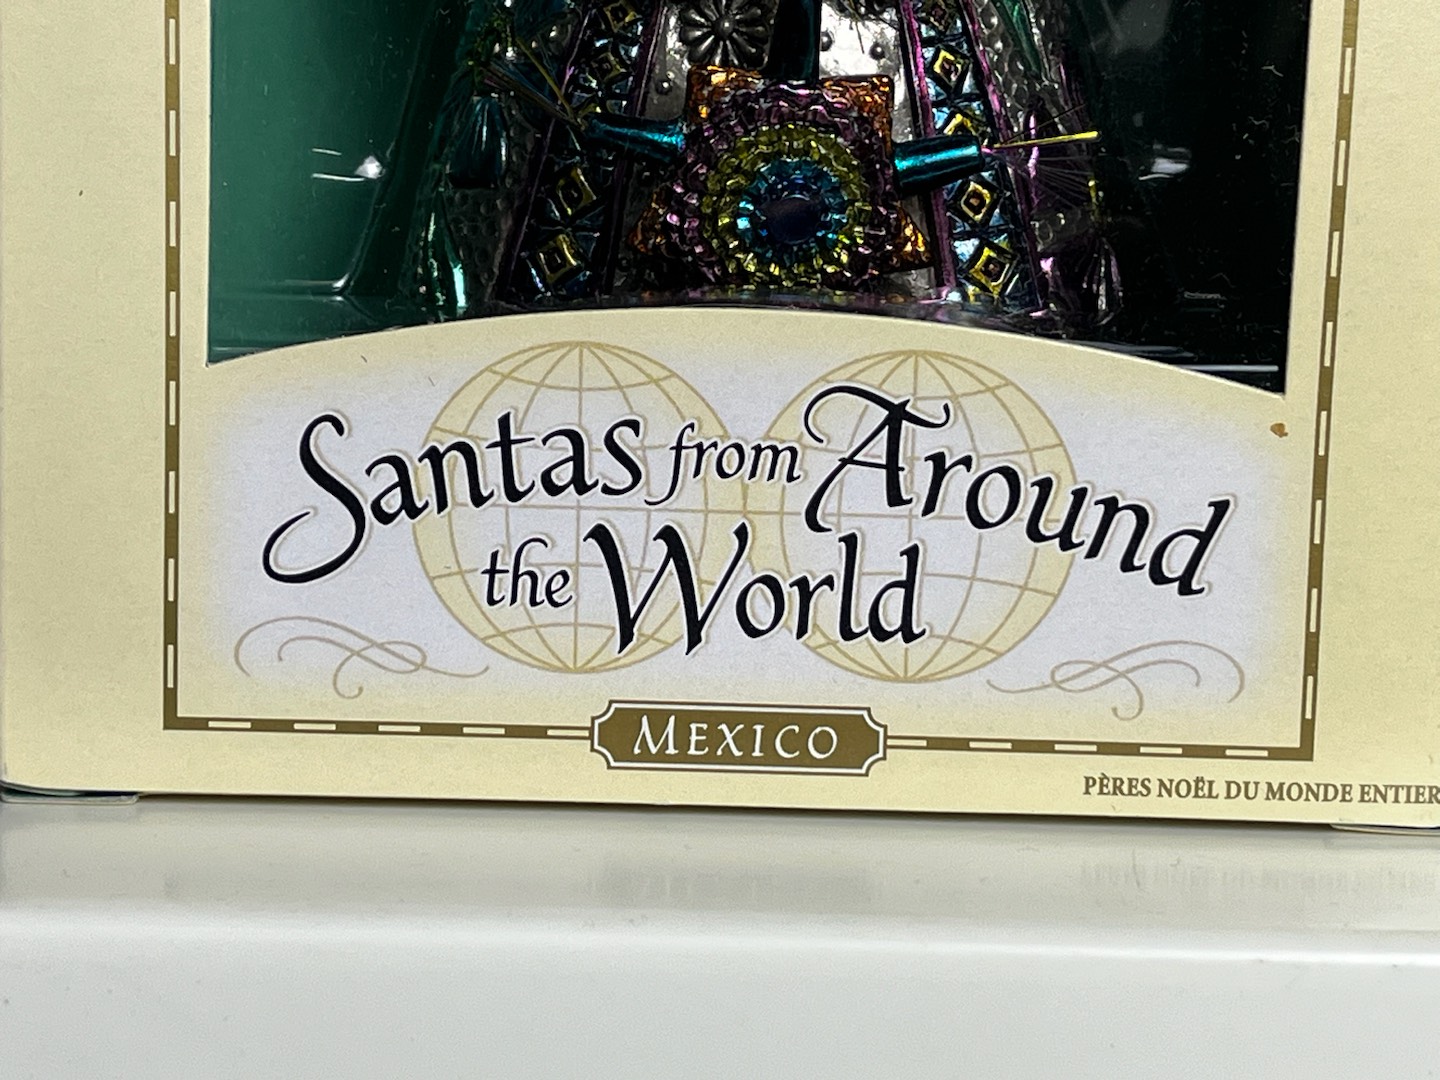 Santas from Around
the World
MEXICO
PÈRES NOËL DU MONDE ENTIER